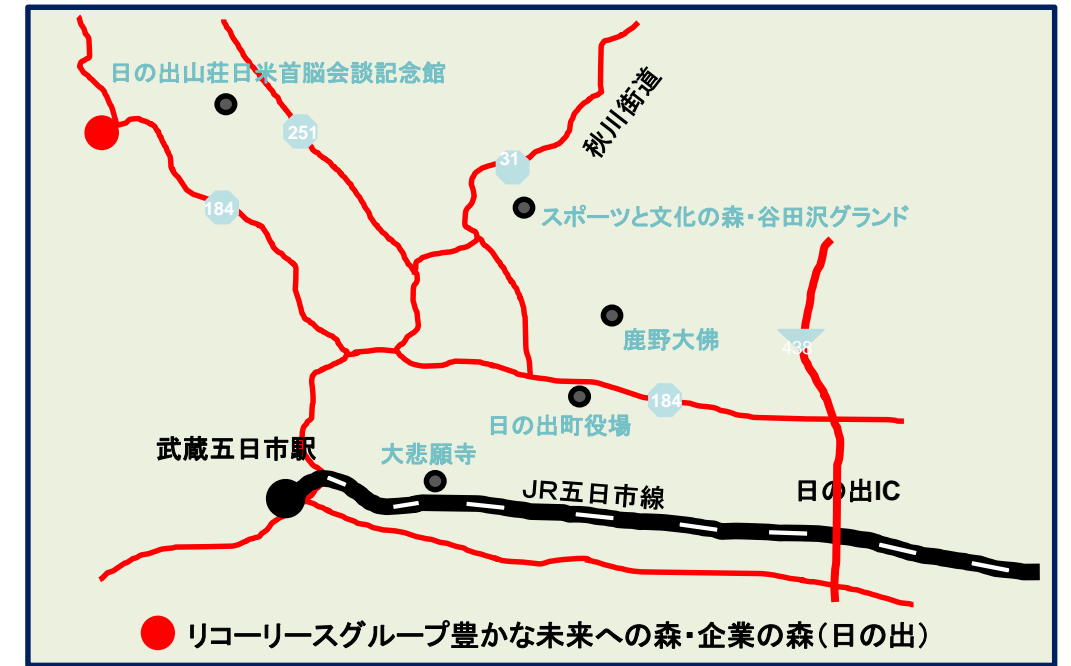 日の出山荘日米首脳会談記念館
251
秋川街道
31
184
スポーツと文化の森・谷田沢グランド
鹿野大佛
438
184
日の出町役場
武蔵五日市駅
大悲願寺
JR五日市線
日の出IC
リコーリースグループ豊かな未来への森・企業の森（日の出）